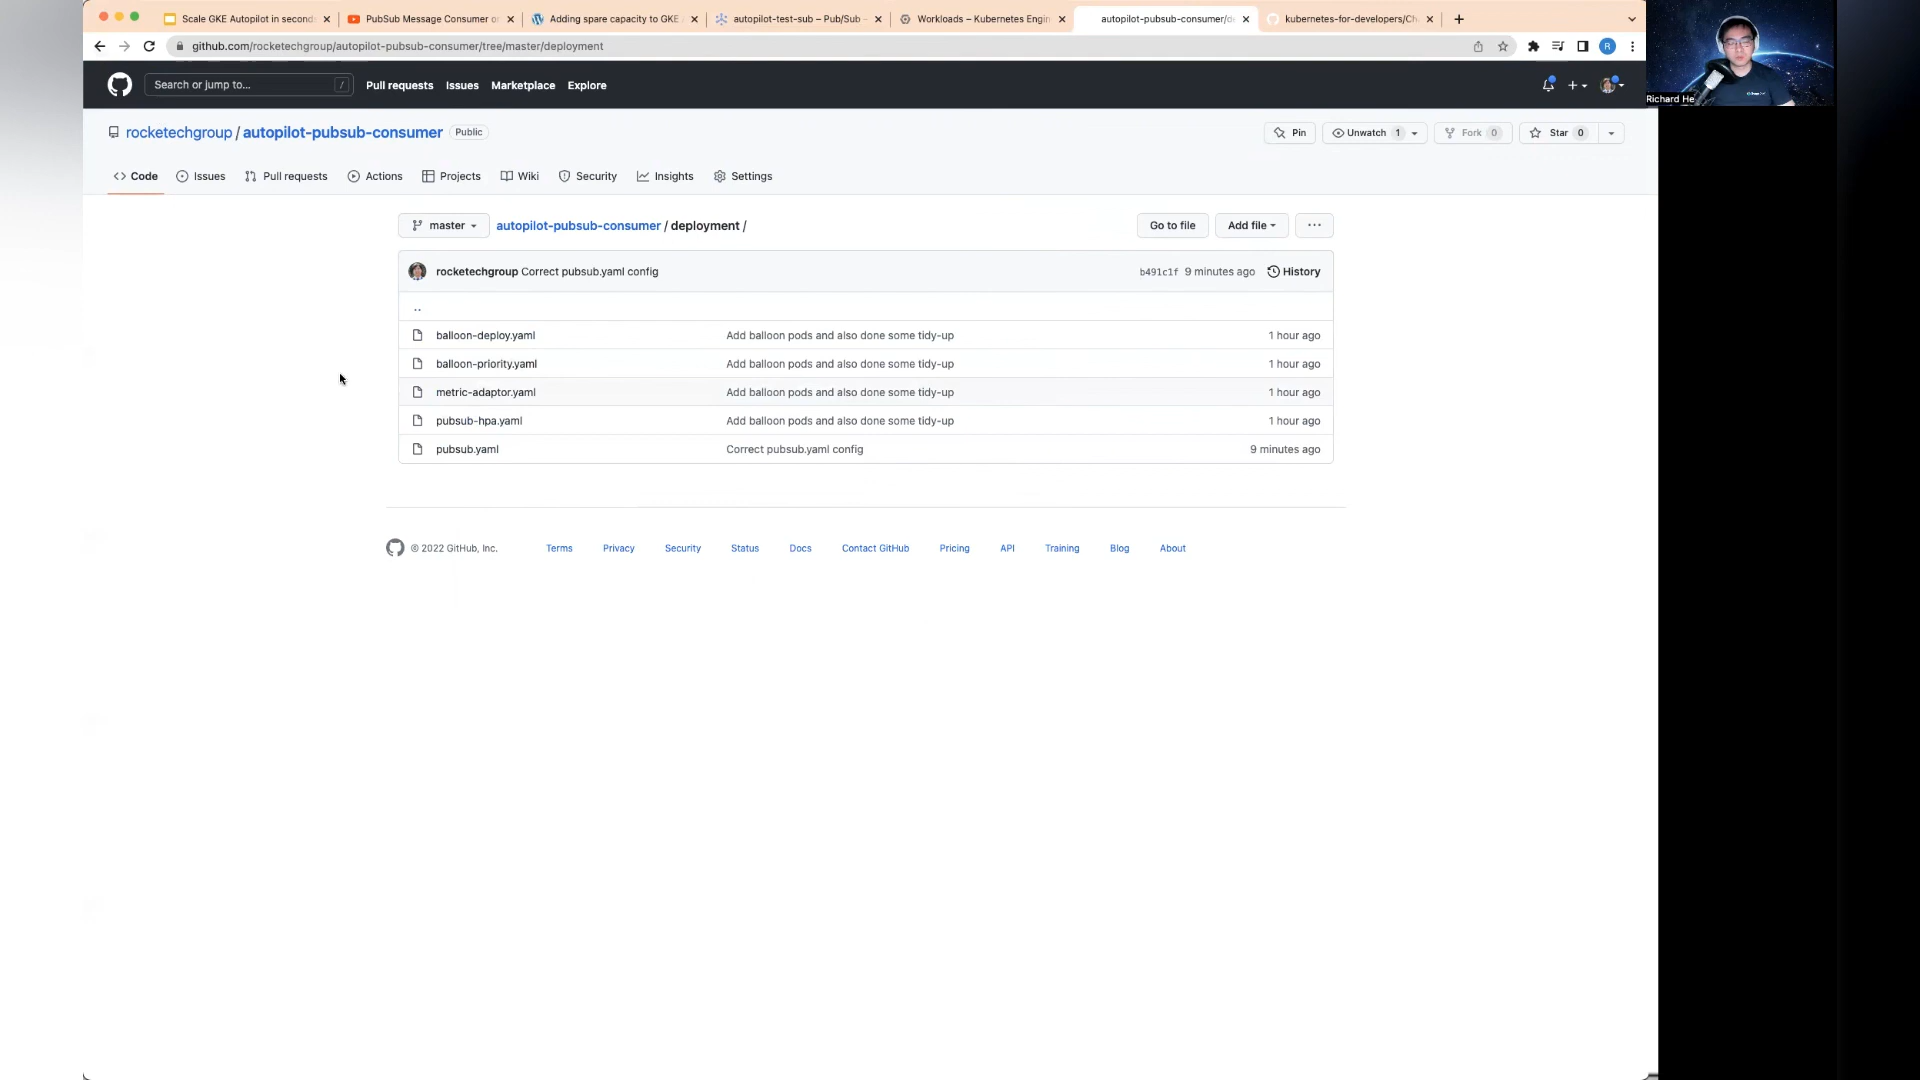 Scale GKE Autopilot in second
PubSub Message Consumer o
Adding spare capacity to GKE
autopilot-test-sub – Pub/Sub –
Workloads – Kubernetes Engin
autopilot-pubsub-consumer/d
kubernetes-for-developers/Ch
github.com/rocketechgroup/autopilot-pubsub-consumer/tree/master/deployment
R
Richard He
Search or jump to...
/
Pull requests
Issues
Marketplace
Explore
rocketechgroup / autopilot-pubsub-consumer
Public
Pin
Unwatch 1
Fork 0
Star 0
Code
Issues
Pull requests
Actions
Projects
Wiki
Security
Insights
Settings
master
autopilot-pubsub-consumer / deployment /
Go to file
Add file
...
rocketechgroup Correct pubsub.yaml config
b491c1f 9 minutes ago
History
..
balloon-deploy.yaml Add balloon pods and also done some tidy-up 1 hour ago
balloon-priority.yaml Add balloon pods and also done some tidy-up 1 hour ago
metric-adaptor.yaml Add balloon pods and also done some tidy-up 1 hour ago
pubsub-hpa.yaml Add balloon pods and also done some tidy-up 1 hour ago
pubsub.yaml Correct pubsub.yaml config 9 minutes ago
© 2022 GitHub, Inc.
Terms
Privacy
Security
Status
Docs
Contact GitHub
Pricing
API
Training
Blog
About